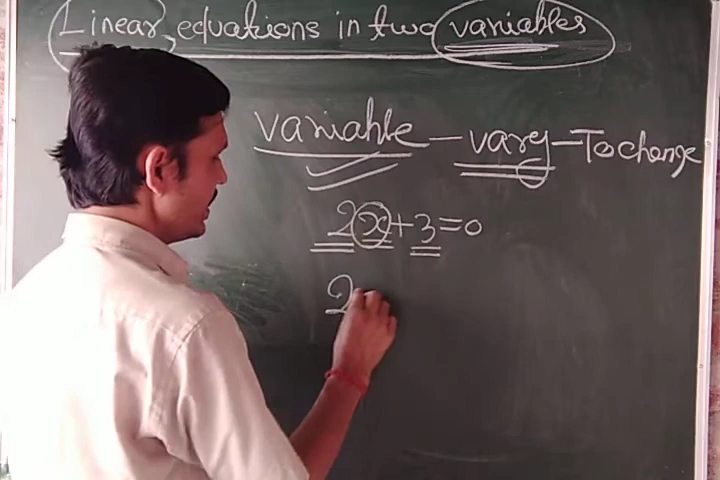 Linear equations in two variables
variable - vary - To change
2x + 3 = 0
2